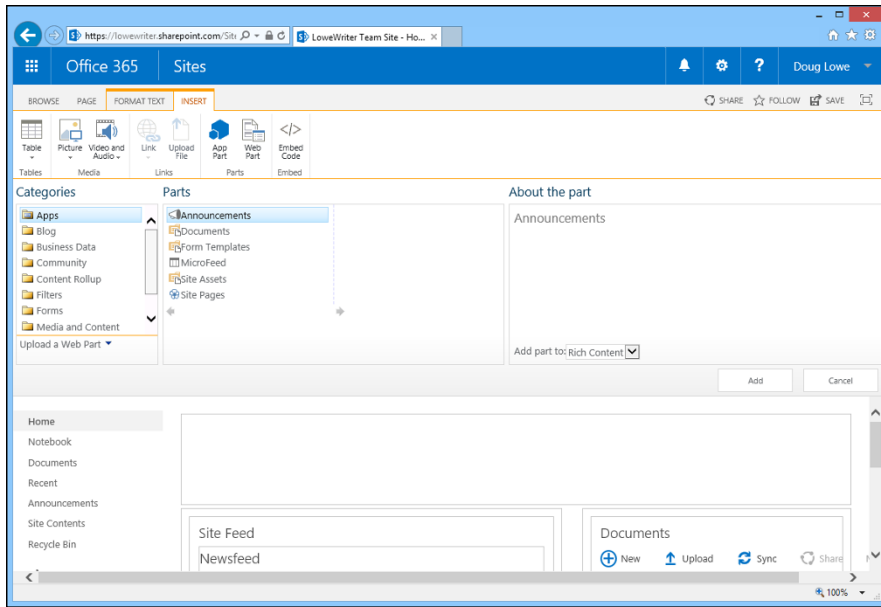 https://lowewriter.sharepoint.com/Site
LoweWriter Team Site - Ho...
Office 365 Sites ? Doug Lowe
BROWSE PAGE FORMAT TEXT INSERT SHARE FOLLOW SAVE
Table Picture Video and Audio Link Upload File App Part Web Part Embed Code
Tables Media Links Parts Embed
Categories Parts About the part
Apps Announcements Announcements
Blog Documents
Business Data Form Templates
Community MicroFeed
Content Rollup Site Assets
Filters Site Pages
Forms
Media and Content
Upload a Web Part Add part to: Rich Content
Add Cancel
Home
Notebook
Documents
Recent
Announcements
Site Contents
Recycle Bin
Site Feed Documents
Newsfeed New Upload Sync Share
100%